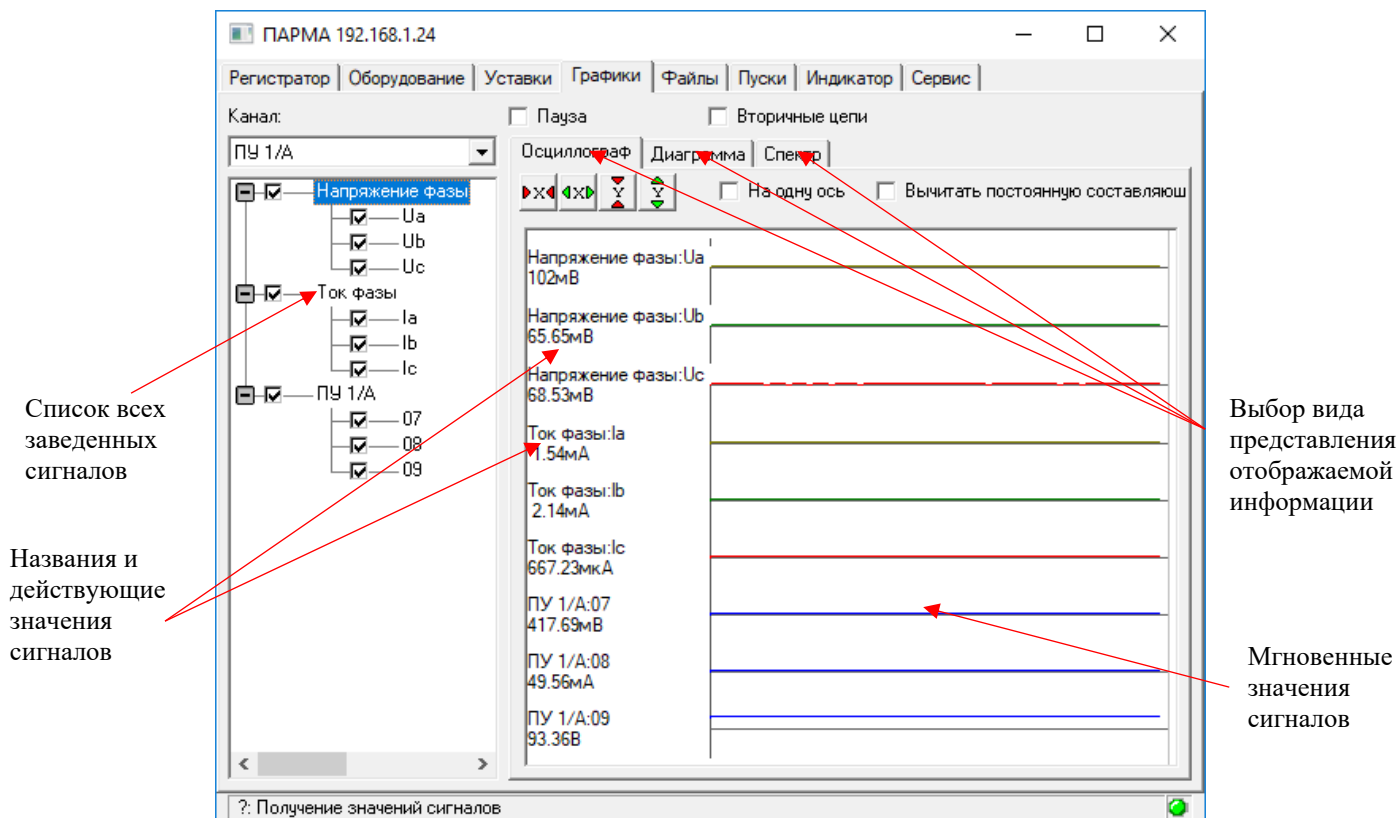 ПАРМА 192.168.1.24
Регистратор Оборудование Уставки Графики Файлы Пуски Индикатор Сервис
Канал:
Пауза
Вторичные цепи
ПУ 1/А
Осциллограф Диаграмма Спектр
X X Y Y
На одну ось
Вычитать постоянную составляющ
Напряжение фазы
Ua
Ub
Uc
Ток фазы
Ia
Ib
Ic
ПУ 1/А
07
08
09
Напряжение фазы:Ua
102мВ
Напряжение фазы:Ub
65.65мВ
Напряжение фазы:Uc
68.53мВ
Ток фазы:Ia
1.54мА
Ток фазы:Ib
2.14мА
Ток фазы:Ic
667.23мкА
ПУ 1/А:07
417.69мВ
ПУ 1/А:08
49.56мА
ПУ 1/А:09
93.36В
?: Получение значений сигналов
Список всех
заведенных
сигналов
Названия и
действующие
значения
сигналов
Выбор вида
представления
отображаемой
информации
Мгновенные
значения
сигналов